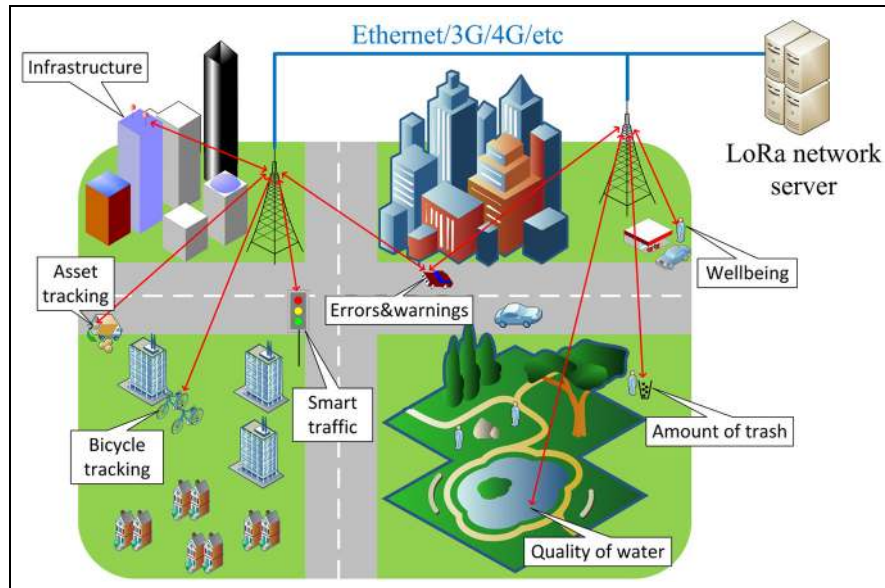 Ethernet/3G/4G/etc
Infrastructure
LoRa network
server
Asset
tracking
Wellbeing
Errors&warnings
Smart
traffic
Bicycle
tracking
Amount of trash
Quality of water